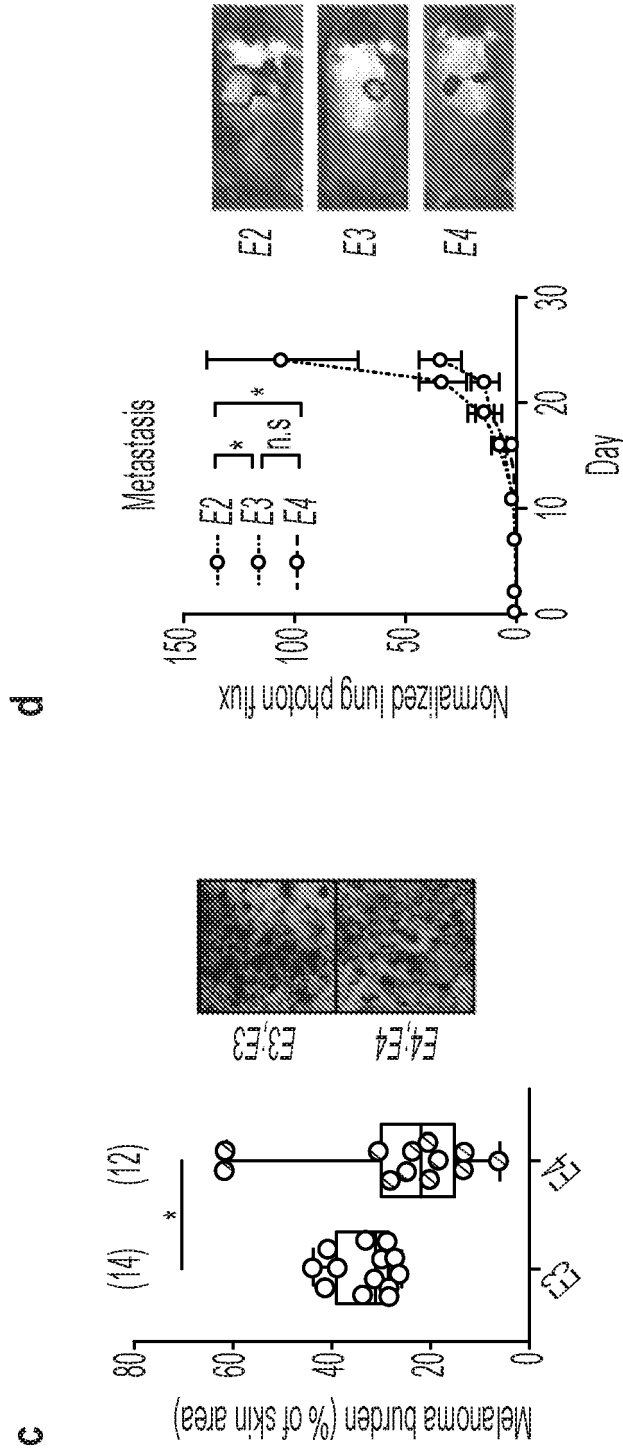 c
Melanoma burden (% of skin area)
80
60
40
20
0
(14)
(12)
*
E3
E4
E3;E3
E4;E4
d
Metastasis
Normalized lung photon flux
150
100
50
0
E2
E3
E4
*
n.s
*
0
10
20
30
Day
E2
E3
E4